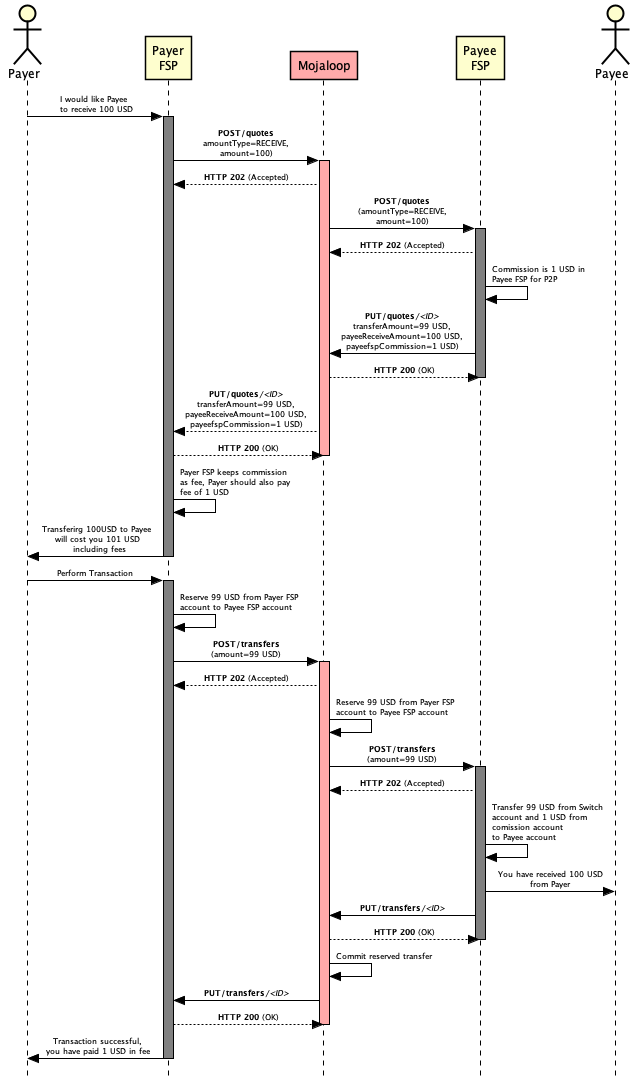 Payer
Payer
FSP
Mojaloop
Payee
FSP
Payee
I would like Payee
to receive 100 USD
POST/quotes
amountType=RECEIVE,
amount=100)
HTTP 202 (Accepted)
POST/quotes
(amountType=RECEIVE,
amount=100)
HTTP 202 (Accepted)
Commission is 1 USD in
Payee FSP for P2P
PUT/quotes/<ID>
transferAmount=99 USD,
payeeReceiveAmount=100 USD,
payeefspCommission=1 USD)
HTTP 200 (OK)
PUT/quotes/<ID>
transferAmount=99 USD,
payeeReceiveAmount=100 USD,
payeefspCommission=1 USD)
HTTP 200 (OK)
Payer FSP keeps commission
as fee, Payer should also pay
fee of 1 USD
Transfering 100USD to Payee
will cost you 101 USD
including fees
Perform Transaction
Reserve 99 USD from Payer FSP
account to Payee FSP account
POST/transfers
(amount=99 USD)
HTTP 202 (Accepted)
Reserve 99 USD from Payer FSP
account to Payee FSP account
POST/transfers
(amount=99 USD)
HTTP 202 (Accepted)
Transfer 99 USD from Switch
account and 1 USD from
comission account
to Payee account
You have received 100 USD
from Payer
PUT/transfers/<ID>
HTTP 200 (OK)
Commit reserved transfer
PUT/transfers/<ID>
HTTP 200 (OK)
Transaction successful,
you have paid 1 USD in fee